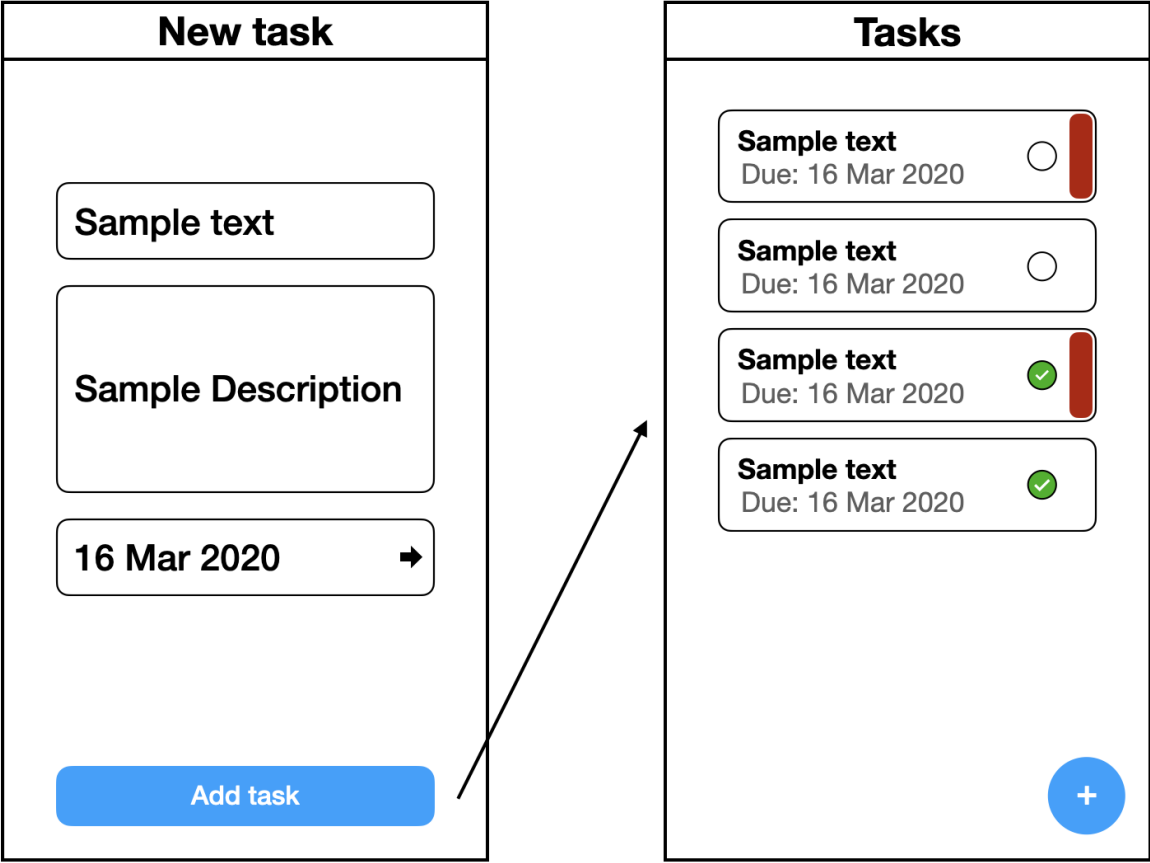 New task
Sample text
Sample Description
16 Mar 2020
Add task
Tasks
Sample text
Due: 16 Mar 2020
Sample text
Due: 16 Mar 2020
Sample text
Due: 16 Mar 2020
Sample text
Due: 16 Mar 2020
+